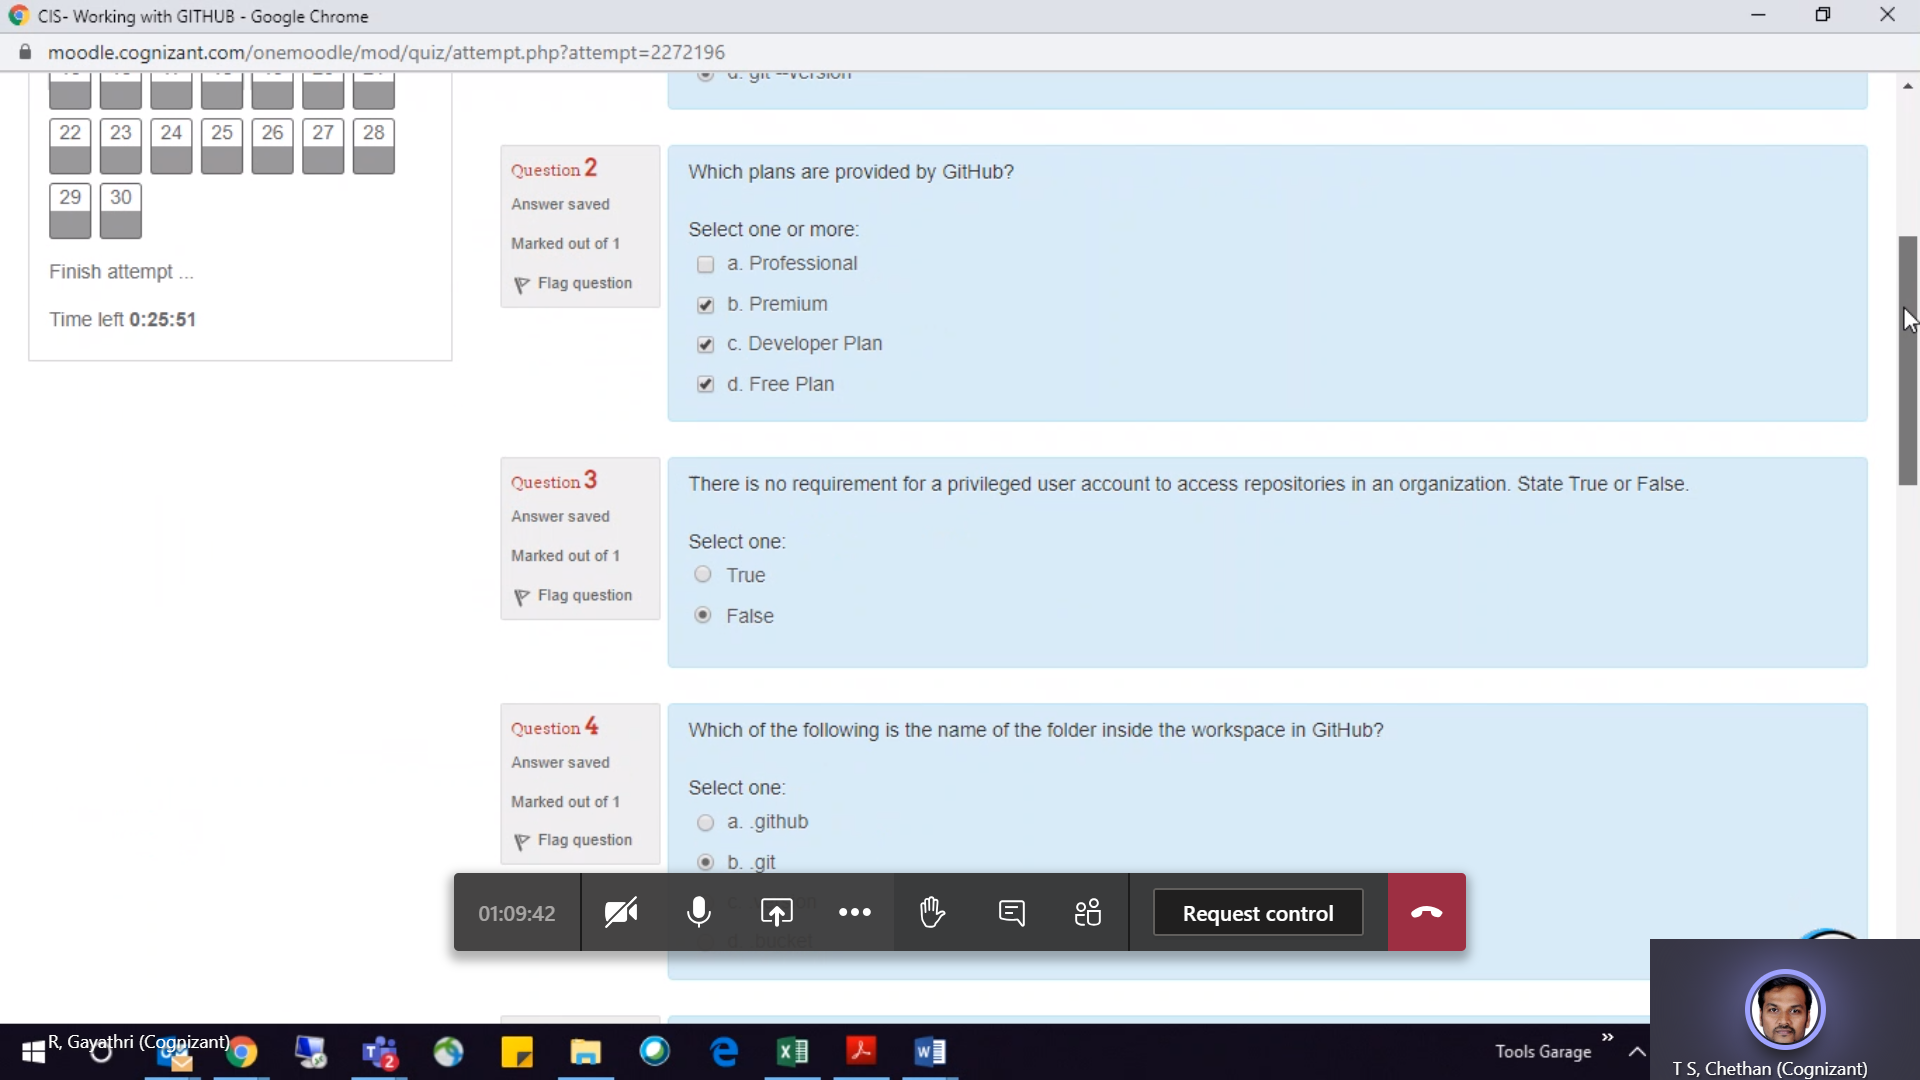 CIS- Working with GITHUB - Google Chrome
moodle.cognizant.com/onemoodle/mod/quiz/attempt.php?attempt=2272196
d. git --version
22 23 24 25 26 27 28
29 30
Finish attempt ...
Time left 0:25:51
Question 2
Answer saved
Marked out of 1
Flag question
Which plans are provided by GitHub?
Select one or more:
a. Professional
b. Premium
c. Developer Plan
d. Free Plan
Question 3
Answer saved
Marked out of 1
Flag question
There is no requirement for a privileged user account to access repositories in an organization. State True or False.
Select one:
True
False
Question 4
Answer saved
Marked out of 1
Flag question
Which of the following is the name of the folder inside the workspace in GitHub?
Select one:
a. .github
b. .git
01:09:42
Request control
R, Gayathri (Cognizant)
2
Tools Garage
T S, Chethan (Cognizant)